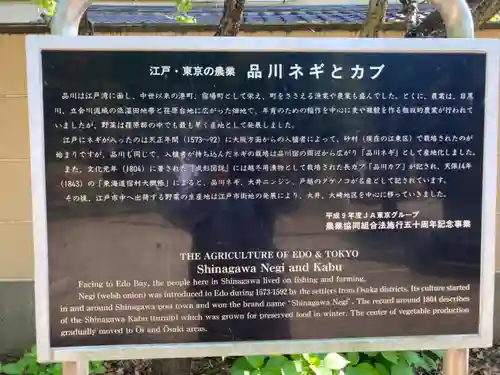 江戸・東京の農業 品川ネギとカブ
品川は江戸湾に面し、中世以来の港町、宿場町として栄え、町をささえる漁業や農業も盛んでした。とくに、農業は、目黒
川、立会川流域の低湿田地帯と荏原台地に広がった畑地で、年貢のための稲作を中心に麦や雑穀を作る粗放的農業が行われて
いましたが、野菜は荏原郡の中でも最も早く産地として発展しました。
江戸にネギが入ったのは天正年間(1573〜92)に大阪方面からの入植者によって、砂村(現在の江東区)で栽培されたのが
始まりですが、品川も同じで、入植者が持ち込んだネギの栽培は品川宿の周辺から広がり「品川ネギ」として産地化しました。
また、文化元年(1804)に著された「成形図説」には越冬用漬物として栽培された長カブ「品川カブ」が記され、天保14年
(1843)の「東海道宿村大概帳」によると、品川ネギ、大井ニンジン、戸越のタケノコが名産として記されています。
その後、江戸市中へ出荷する野菜の生産地は江戸市街地の発展により、大井、大崎地区を中心に移っていきました。
平成9年度JA東京グループ
農業協同組合法施行五十周年記念事業
THE AGRICULTURE OF EDO & TOKYO
Shinagawa Negi and Kabu
Facing to Edo Bay, the people here in Shinagawa lived on fishing and farming.
Negi (welsh onion) was introduced to Edo during 1573-1592 by the settlers from Osaka districts. Its culture started
in and around Shinagawa post town and won the brand name "Shinagawa Negi". The record around 1804 describes
of the Shinagawa Kabu (turnip) which was grown for preserved food in winter. The center of vegetable production
gradually moved to Ōs and Ōsaki areas.